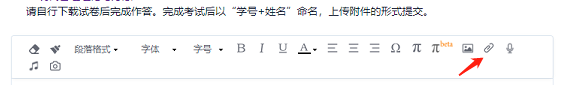 请自行下载试卷后完成作答。完成考试后以“学号+姓名”命名，上传附件的形式提交。
段落格式 字体 字号 B I U A Ω π π beta